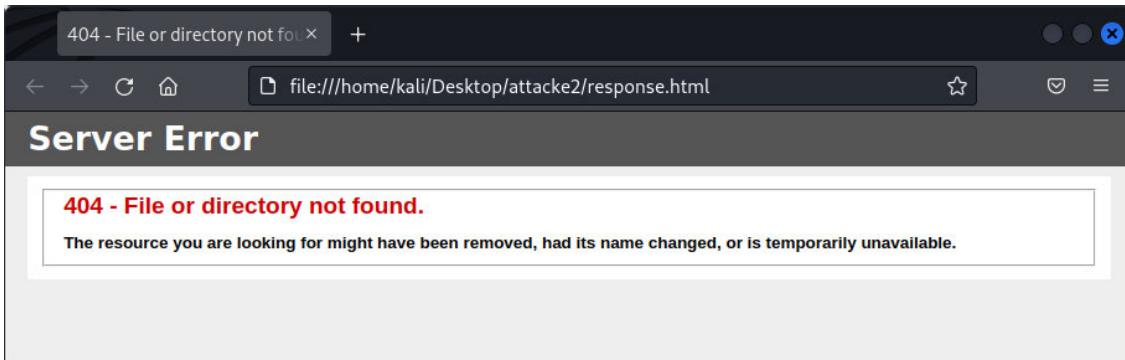 404 - File or directory not fou
file:///home/kali/Desktop/attacke2/response.html
Server Error
404 - File or directory not found.
The resource you are looking for might have been removed, had its name changed, or is temporarily unavailable.